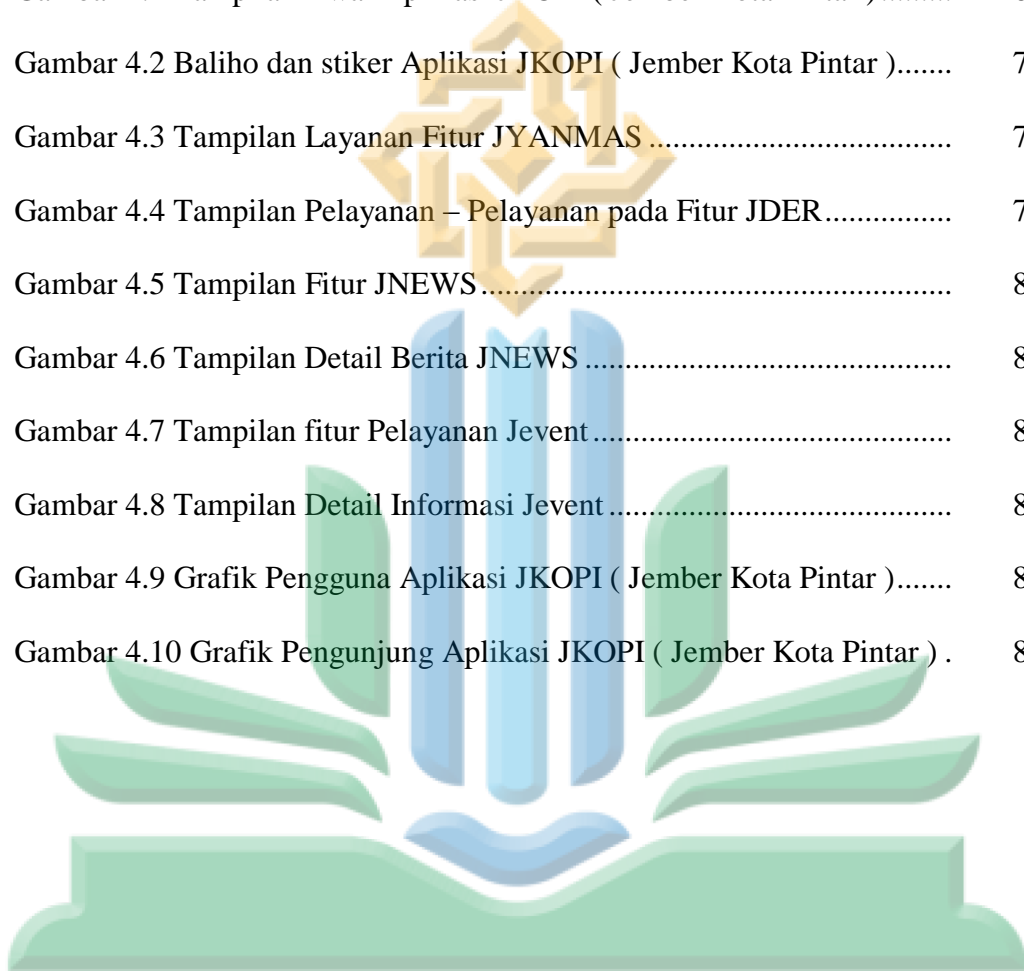 Gambar 4.2 Baliho dan stiker Aplikasi JKOPI ( Jember Kota Pintar )....... 7
Gambar 4.3 Tampilan Layanan Fitur JYANMAS .................................... 7
Gambar 4.4 Tampilan Pelayanan – Pelayanan pada Fitur JDER............... 7
Gambar 4.5 Tampilan Fitur JNEWS......................................................... 8
Gambar 4.6 Tampilan Detail Berita JNEWS ............................................ 8
Gambar 4.7 Tampilan fitur Pelayanan Jevent ........................................... 8
Gambar 4.8 Tampilan Detail Informasi Jevent ......................................... 8
Gambar 4.9 Grafik Pengguna Aplikasi JKOPI ( Jember Kota Pintar )....... 8
Gambar 4.10 Grafik Pengunjung Aplikasi JKOPI ( Jember Kota Pintar ) . 8